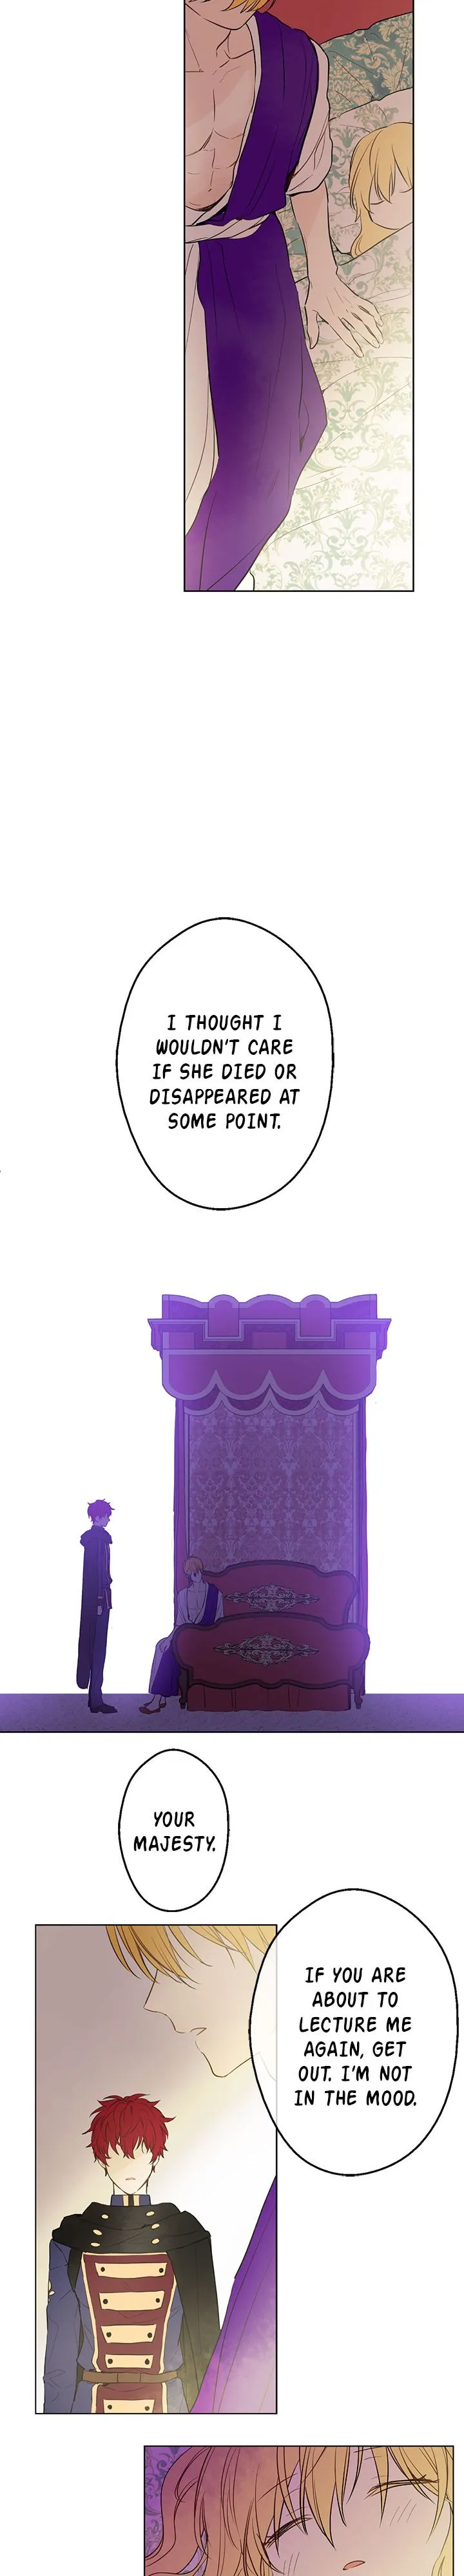 I THOUGHT I
WOULDN'T CARE
IF SHE DIED OR
DISAPPEARED AT
SOME POINT.
YOUR
MAJESTY.
IF YOU ARE
ABOUT TO
LECTURE ME
AGAIN, GET
OUT. I'M NOT
IN THE MOOD.